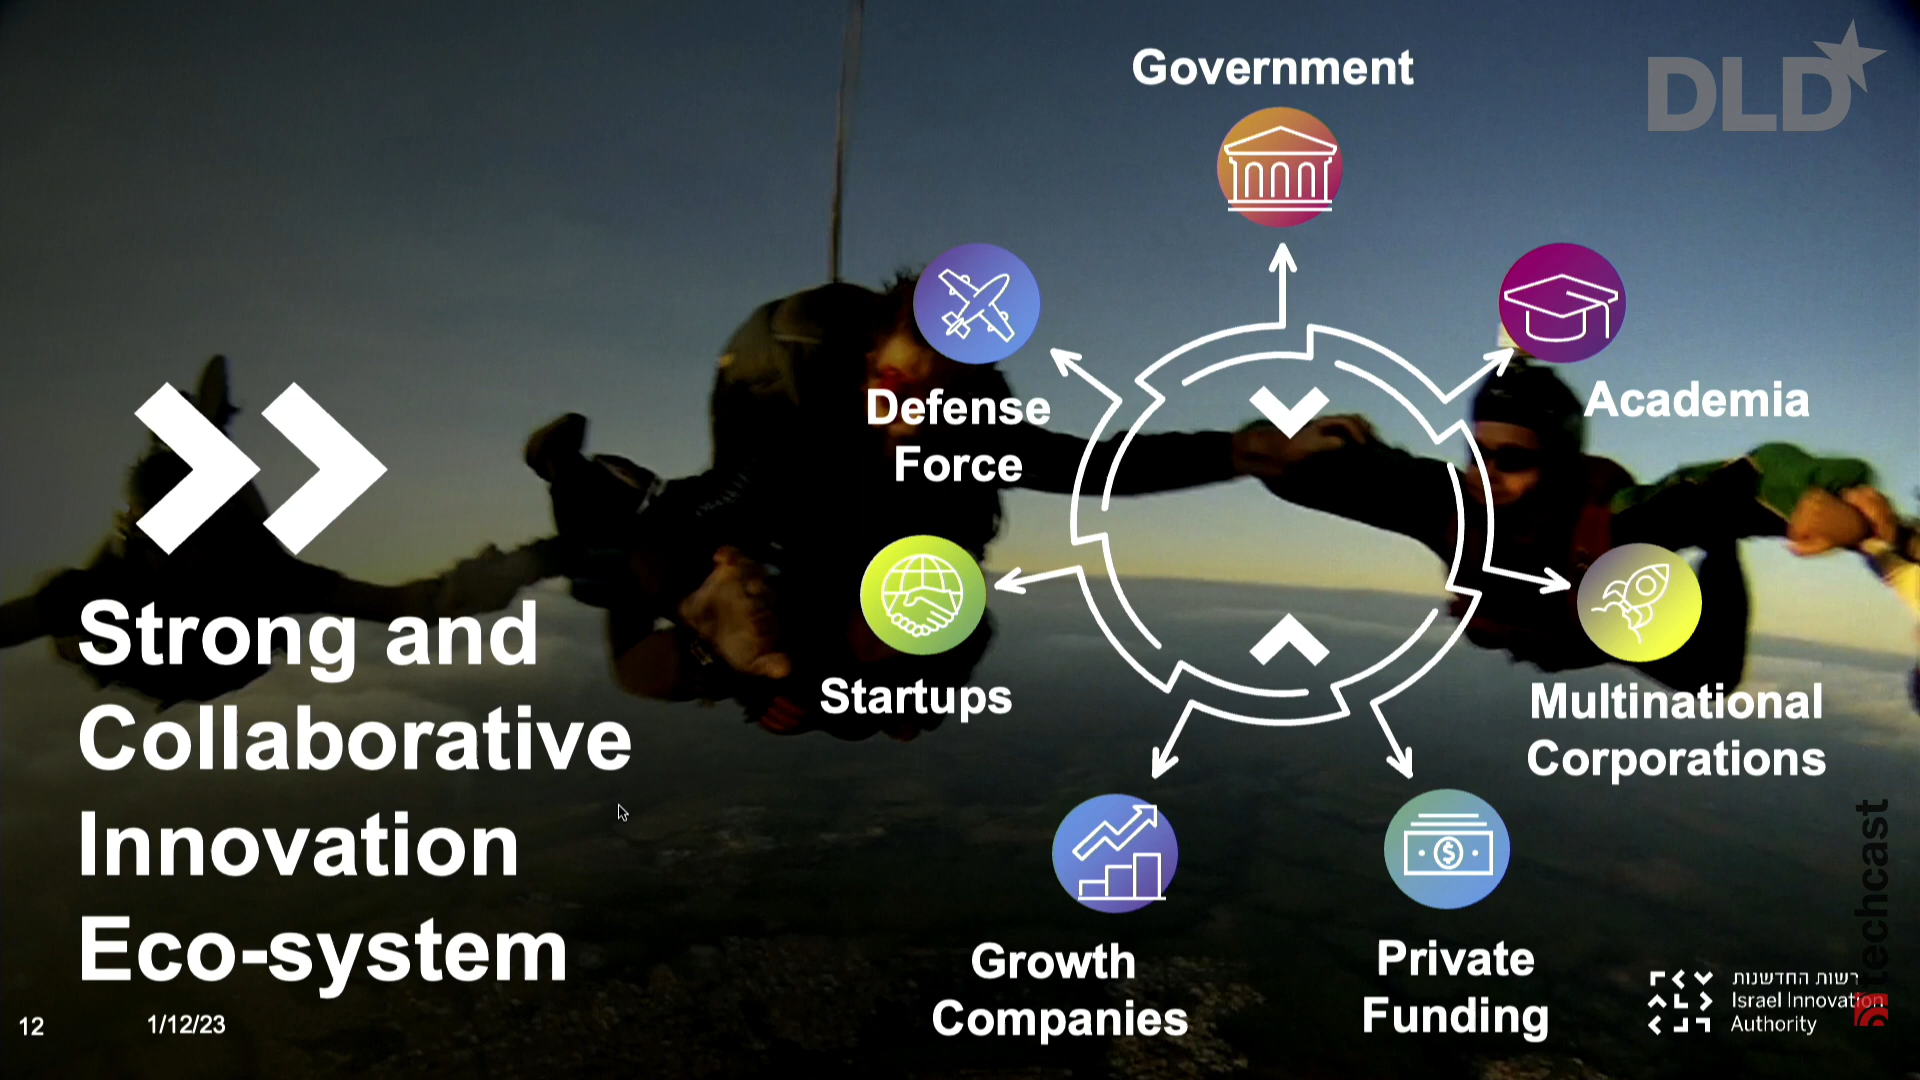 DLD
Government
Academia
Defense
Force
Startups
Multinational
Corporations
Growth
Companies
Private
Funding
Strong and
Collaborative
Innovation
Eco-system
12
1/12/23
רשות החדשנות
Israel Innovation
Authority
techcast